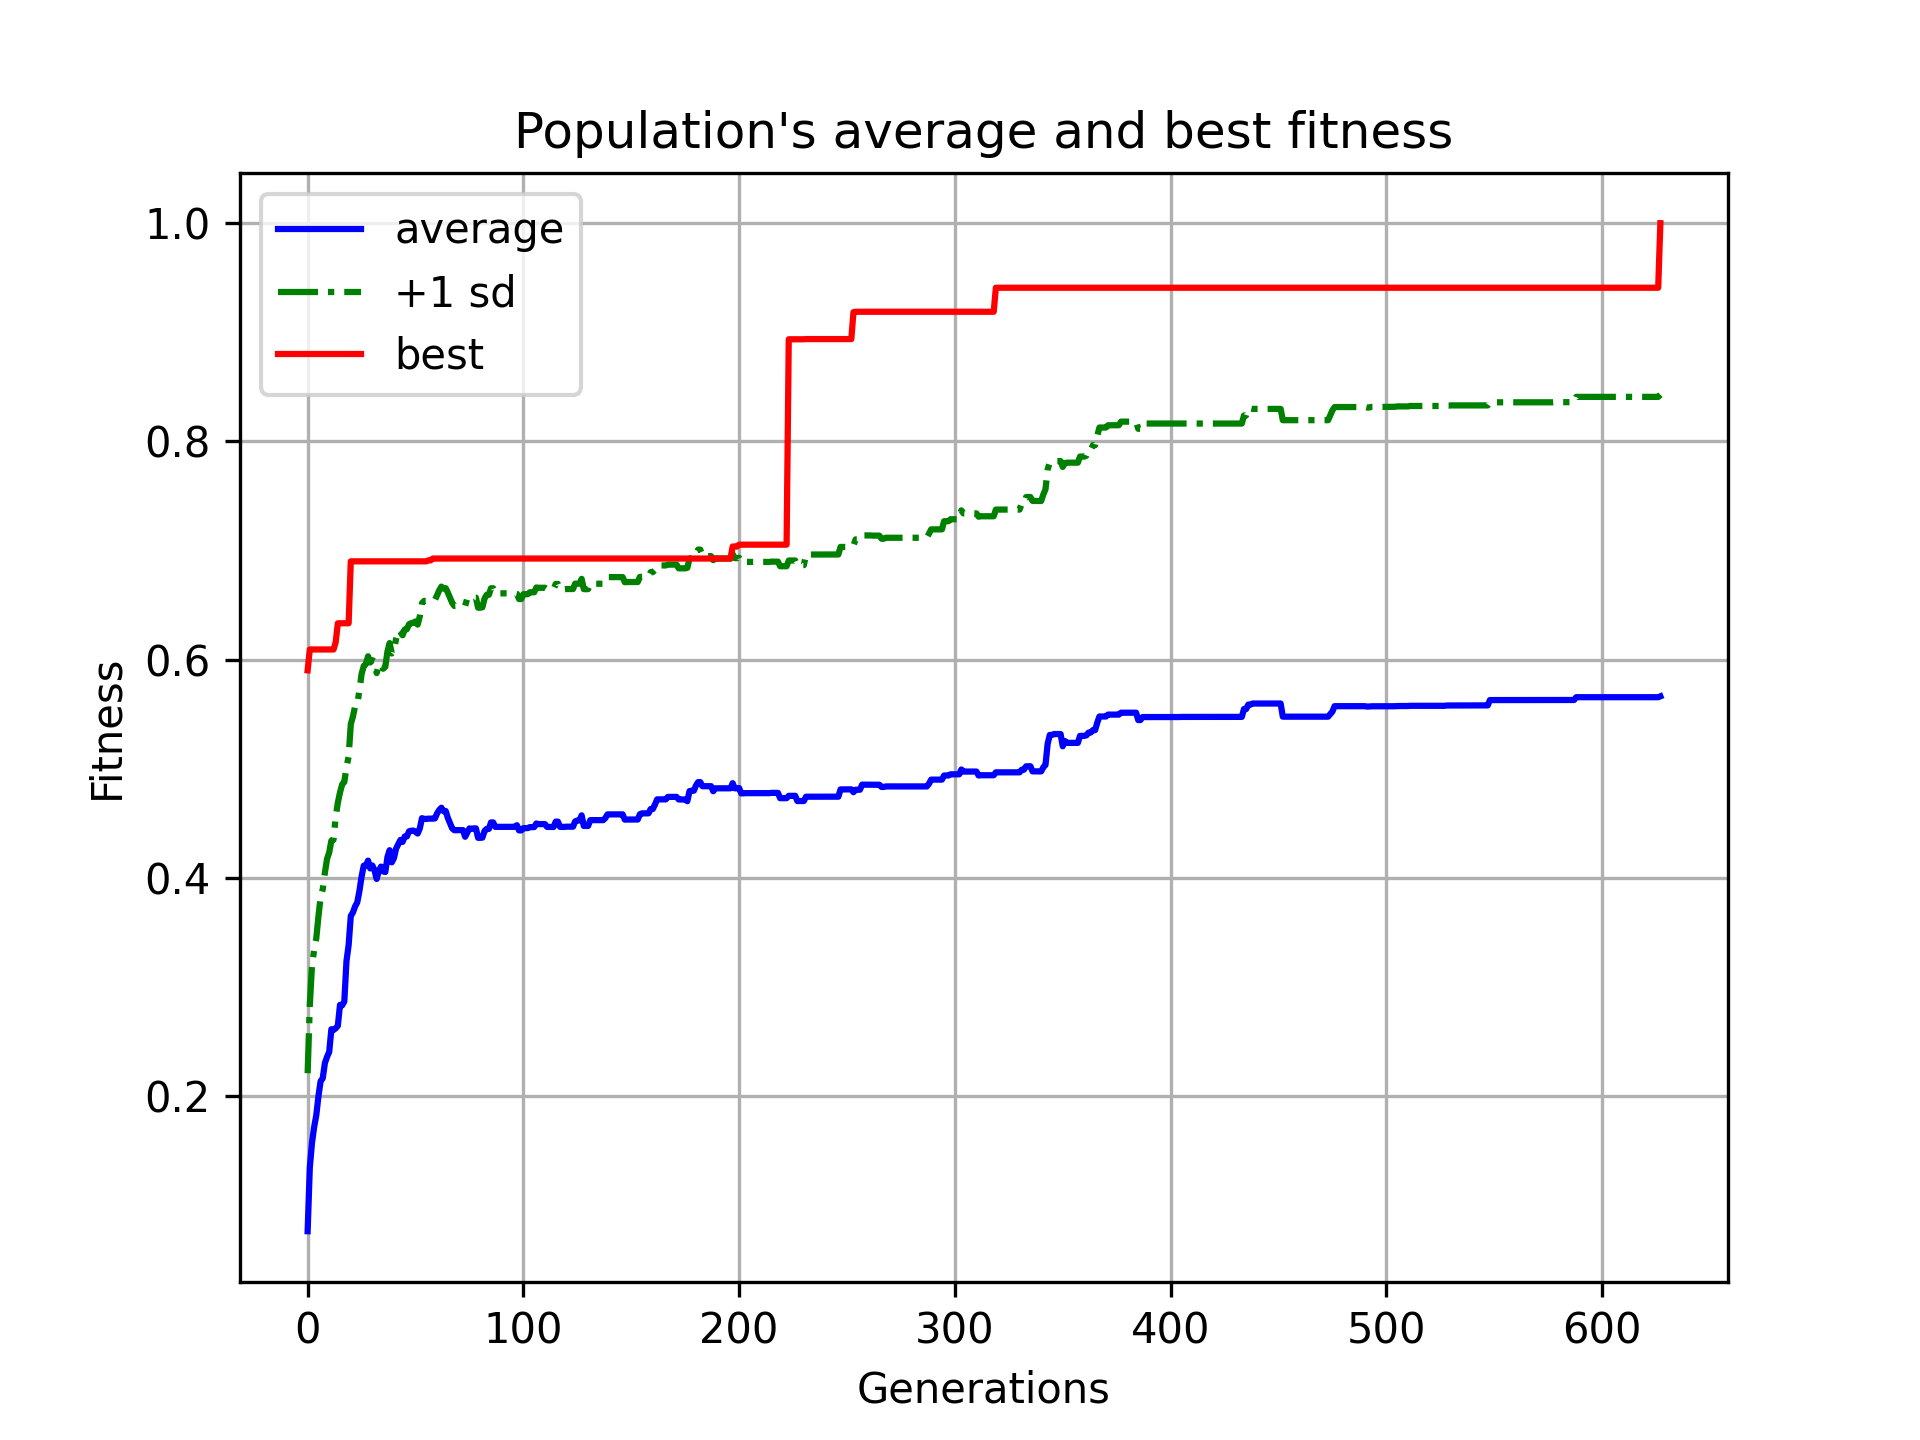 Population's average and best fitness
average
+1 sd
best
1.0
0.8
0.6
0.4
0.2
Fitness
0 100 200 300 400 500 600
Generations